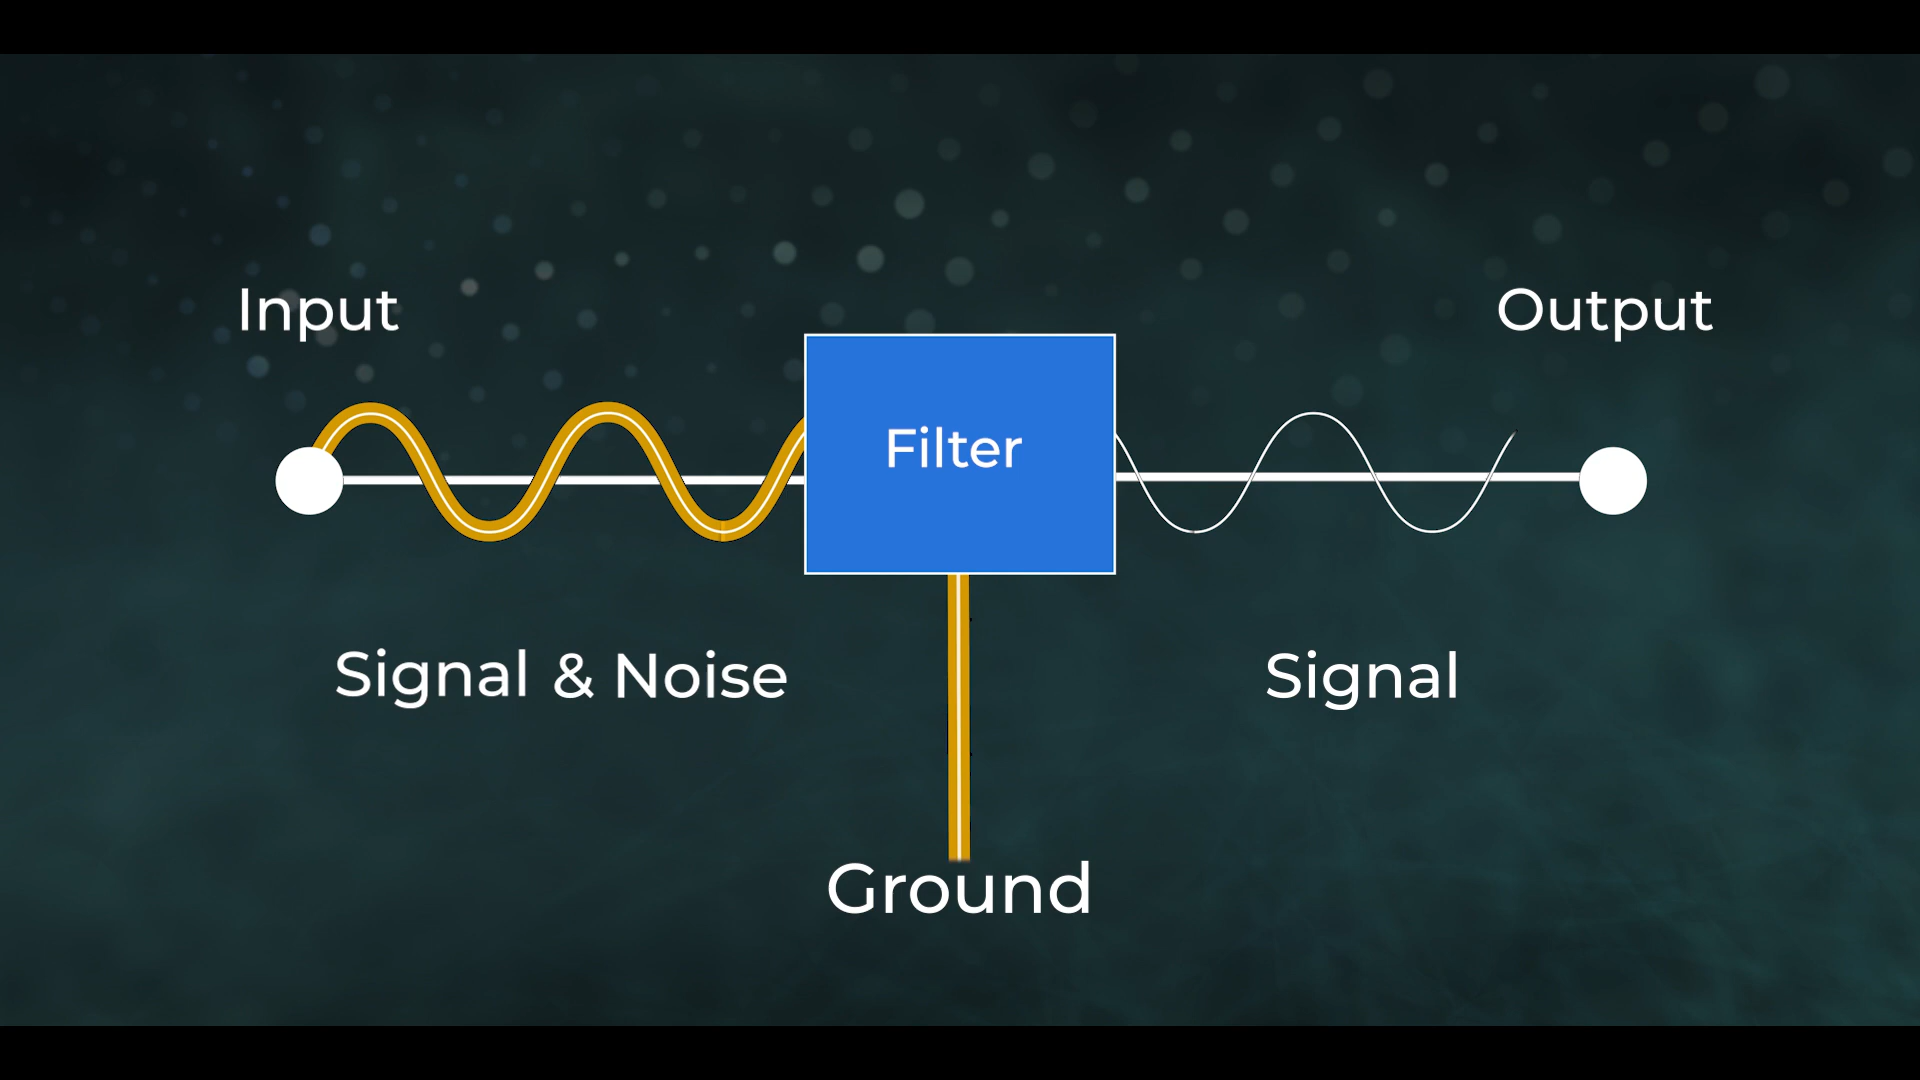 Input
Output
Filter
Signal & Noise
Signal
Ground